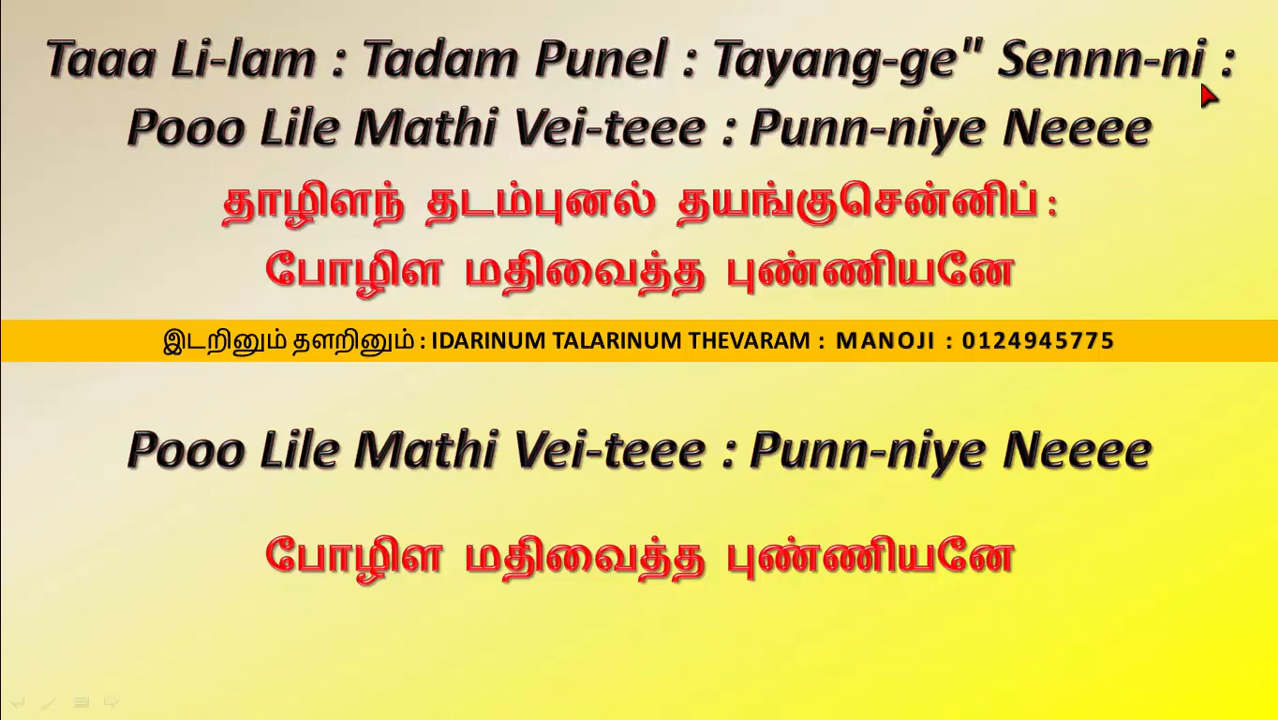 Taaa Li-lam : Tadam Punel : Tayang-ge" Sennn-ni :
Pooo Lile Mathi Vei-teee : Punn-niye Neeee
தாழிளந் தடம்புனல் தயங்குசென்னிப் :
போழிள மதிவைத்த புண்ணியனே
இடறினும் தளறினும் : IDARINUM TALARINUM THEVARAM : MANOJI : 0124945775
Pooo Lile Mathi Vei-teee : Punn-niye Neeee
போழிள மதிவைத்த புண்ணியனே